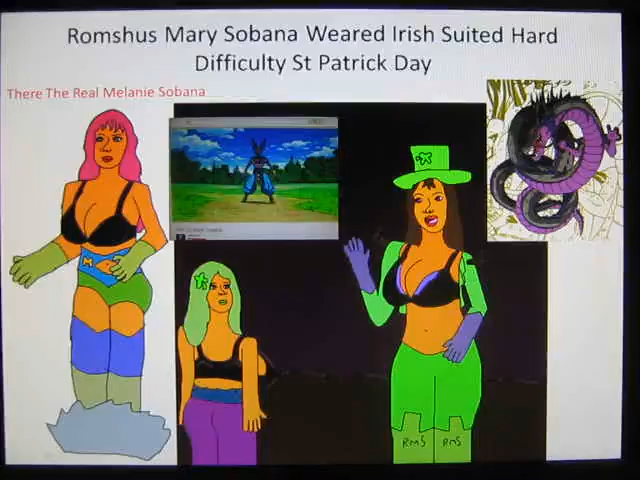 Romshus Mary Sobana Weared Irish Suited Hard
Difficulty St Patrick Day
There The Real Melanie Sobana
M
RMS RMS